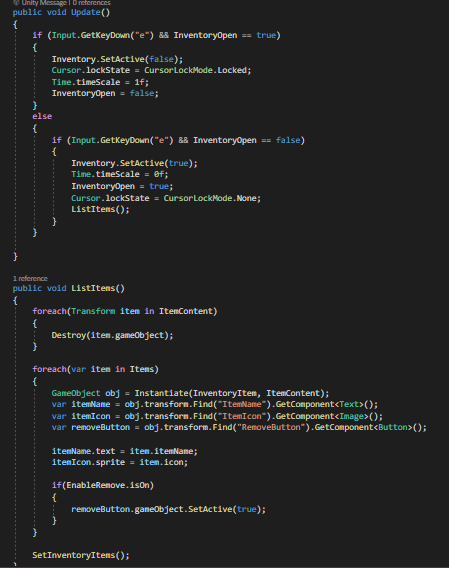 Unity Message | 0 references
public void Update()
{
if (Input.GetKeyDown("e") && InventoryOpen == true)
{
Inventory.SetActive(false);
Cursor.lockState = CursorLockMode.Locked;
Time.timeScale = 1f;
InventoryOpen = false;
}
else
{
if (Input.GetKeyDown("e") && InventoryOpen == false)
{
Inventory.SetActive(true);
Time.timeScale = 0f;
InventoryOpen = true;
Cursor.lockState = CursorLockMode.None;
ListItems();
}
}
}
1 reference
public void ListItems()
{
foreach(Transform item in ItemContent)
{
Destroy(item.gameObject);
}
foreach(var item in Items)
{
GameObject obj = Instantiate(InventoryItem, ItemContent);
var itemName = obj.transform.Find("ItemName").GetComponent<Text>();
var itemIcon = obj.transform.Find("ItemIcon").GetComponent<Image>();
var removeButton = obj.transform.Find("RemoveButton").GetComponent<Button>();
itemName.text = item.itemName;
itemIcon.sprite = item.icon;
if(EnableRemove.isOn)
{
removeButton.gameObject.SetActive(true);
}
}
SetInventoryItems();
}